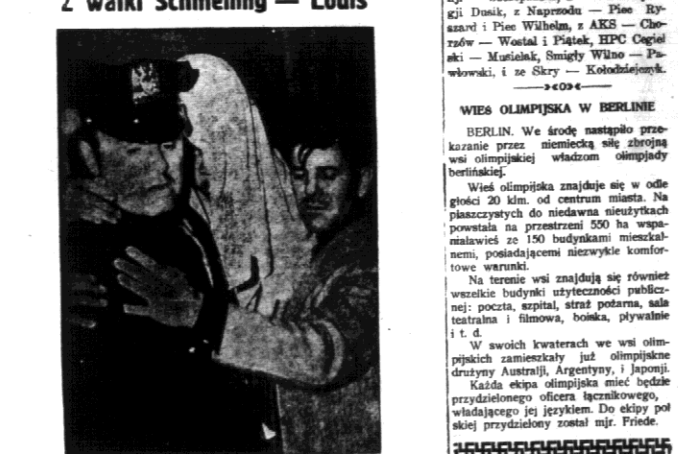 Z walki Schmeling — Louis
gji Dusik, z Naprzodu — Piec Ry-
szard i Piec Wilhelm, z AKS — Cho-
rzów — Wostal i Piątek, HPC Cegiel
ski — Musielak, Smigły Wilno — Pa-
włowski, i ze Skry — Kołodziejczyk.
WIEŚ OLIMPIJSKA W BERLINIE
BERLIN. We środę nastąpiło prze-
kazanie przez niemiecką siłę zbrojną
wsi olimpijskiej władzom olimpjady
berlińskiej.
Wieś olimpijska znajduje się w odle
głości 20 klm. od centrum miasta. Na
piaszczystych do niedawna nieużytkach
powstała na przestrzeni 550 ha wspa-
niaławieś ze 150 budynkami mieszkal-
nemi, posiadającemi niezwykle komfor-
towe warunki.
Na terenie wsi znajdują się również
wszelkie budynki użyteczności publicz-
nej: poczta, szpital, straż pożarna, sala
teatralna i filmowa, boiska, pływalnie
i t. d.
W swoich kwaterach we wsi olim-
pijskich zamieszkały już olimpijskne
drużyny Australji, Argentyny, i Japonji.
Każda ekipa olimpijska mieć będzie
przydzielonego oficera łącznikowego,
władającego jej językiem. Do ekipy pol
skiej przydzielony został mjr. Friede.